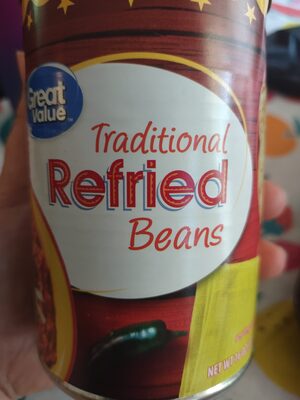 Great
Value
Traditional
Refried
Beans
NET WT